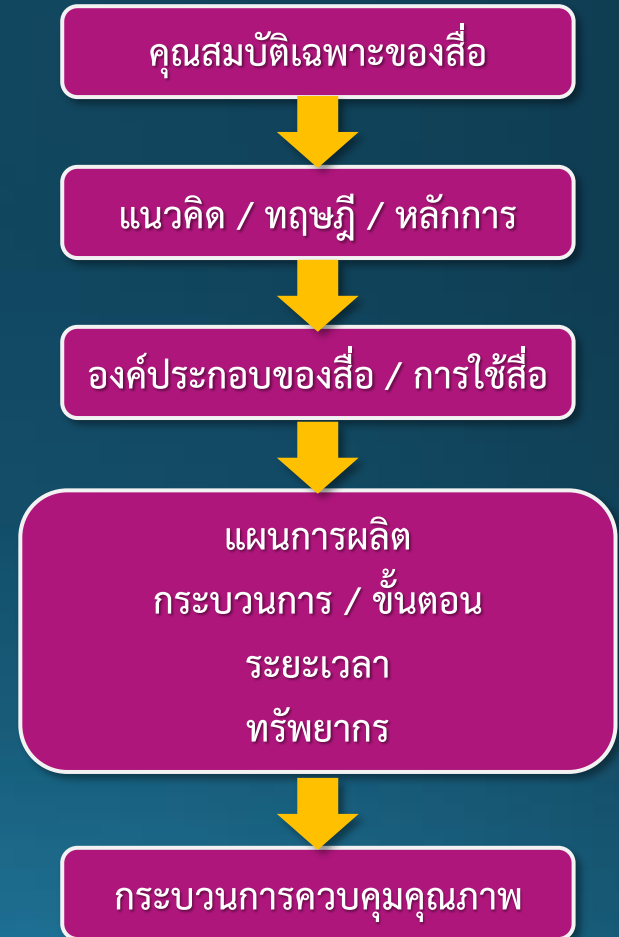 คุณสมบัติเฉพาะของสื่อ
แนวคิด / ทฤษฎี / หลักการ
องค์ประกอบของสื่อ / การใช้สื่อ
แผนการผลิต
กระบวนการ / ขั้นตอน
ระยะเวลา
ทรัพยากร
กระบวนการควบคุมคุณภาพ